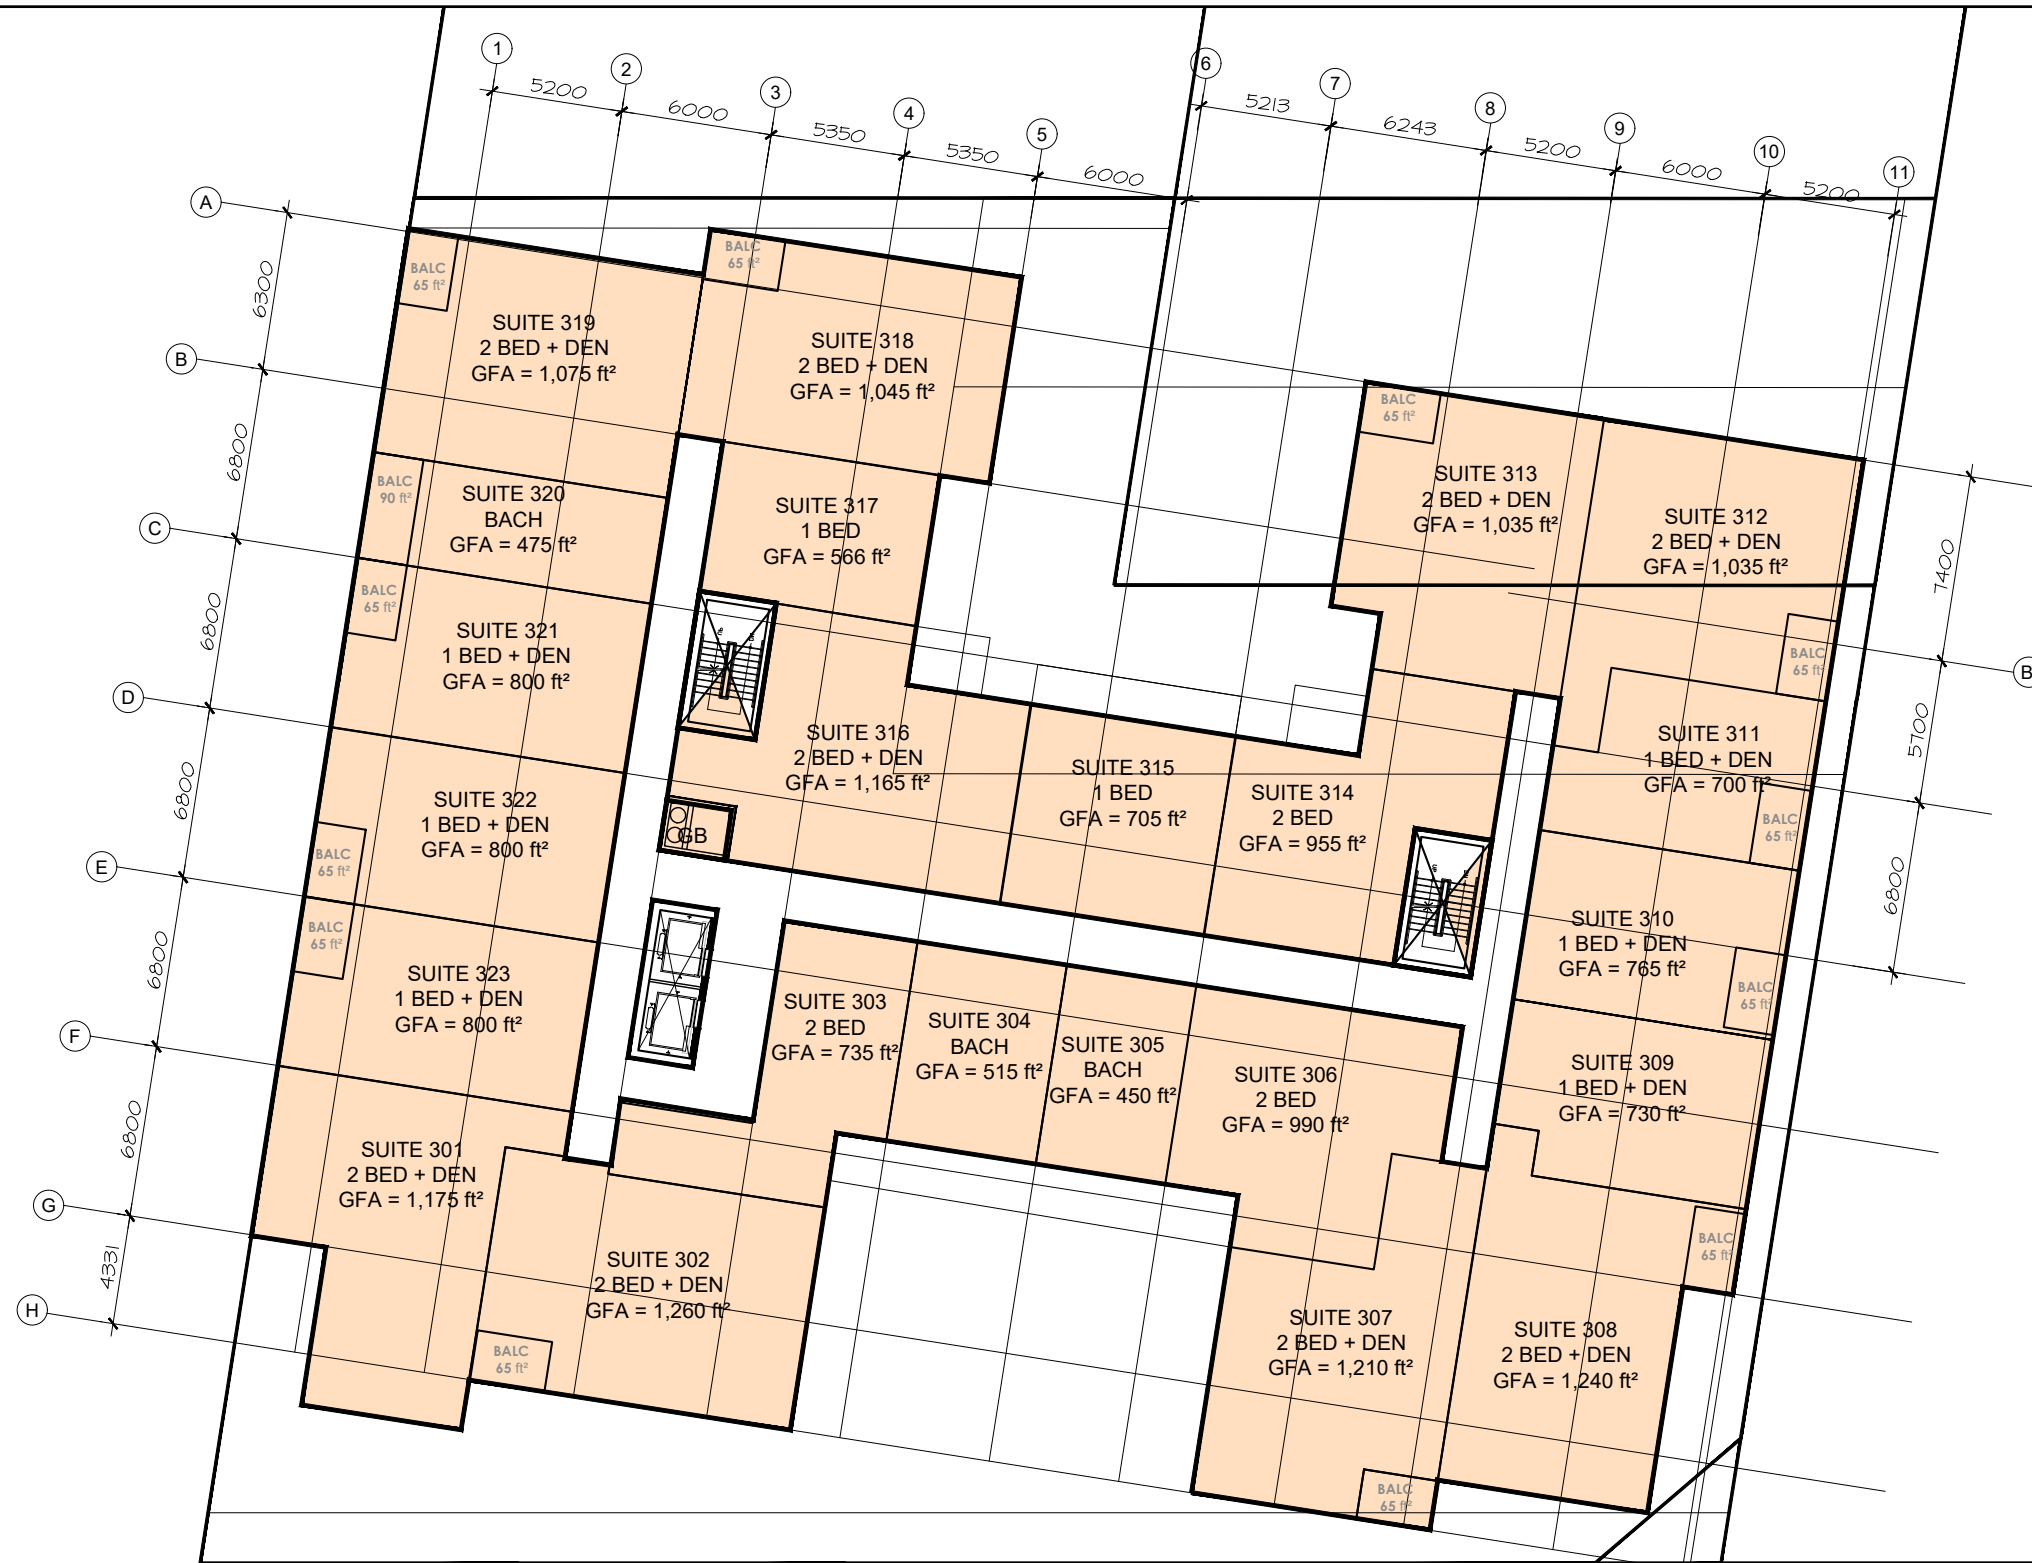 1
2
3
4
5
6
7
8
9
10
11
5200
6000
5350
5350
6000
5213
6243
5200
6000
5200
A
B
C
D
E
F
G
H
6300
6800
6800
6800
6800
6800
4331
B
7400
5700
6800
BALC
65 ft²
SUITE 319
2 BED + DEN
GFA = 1,075 ft²
BALC
65 ft²
SUITE 318
2 BED + DEN
GFA = 1,045 ft²
BALC
65 ft²
SUITE 313
2 BED + DEN
GFA = 1,035 ft²
SUITE 312
2 BED + DEN
GFA = 1,035 ft²
BALC
65 ft²
BALC
90 ft²
SUITE 320
BACH
GFA = 475 ft²
SUITE 317
1 BED
GFA = 566 ft²
BALC
65 ft²
SUITE 321
1 BED + DEN
GFA = 800 ft²
SUITE 316
2 BED + DEN
GFA = 1,165 ft²
SUITE 315
1 BED
GFA = 705 ft²
SUITE 314
2 BED
GFA = 955 ft²
SUITE 311
1 BED + DEN
GFA = 700 ft²
BALC
65 ft²
SUITE 322
1 BED + DEN
GFA = 800 ft²
BALC
65 ft²
GB
SUITE 310
1 BED + DEN
GFA = 765 ft²
BALC
65 ft²
BALC
65 ft²
SUITE 323
1 BED + DEN
GFA = 800 ft²
SUITE 303
2 BED
GFA = 735 ft²
SUITE 304
BACH
GFA = 515 ft²
SUITE 305
BACH
GFA = 450 ft²
SUITE 306
2 BED
GFA = 990 ft²
SUITE 309
1 BED + DEN
GFA = 730 ft²
SUITE 301
2 BED + DEN
GFA = 1,175 ft²
SUITE 302
2 BED + DEN
GFA = 1,260 ft²
BALC
65 ft²
BALC
65 ft²
SUITE 307
2 BED + DEN
GFA = 1,210 ft²
SUITE 308
2 BED + DEN
GFA = 1,240 ft²
BALC
65 ft²